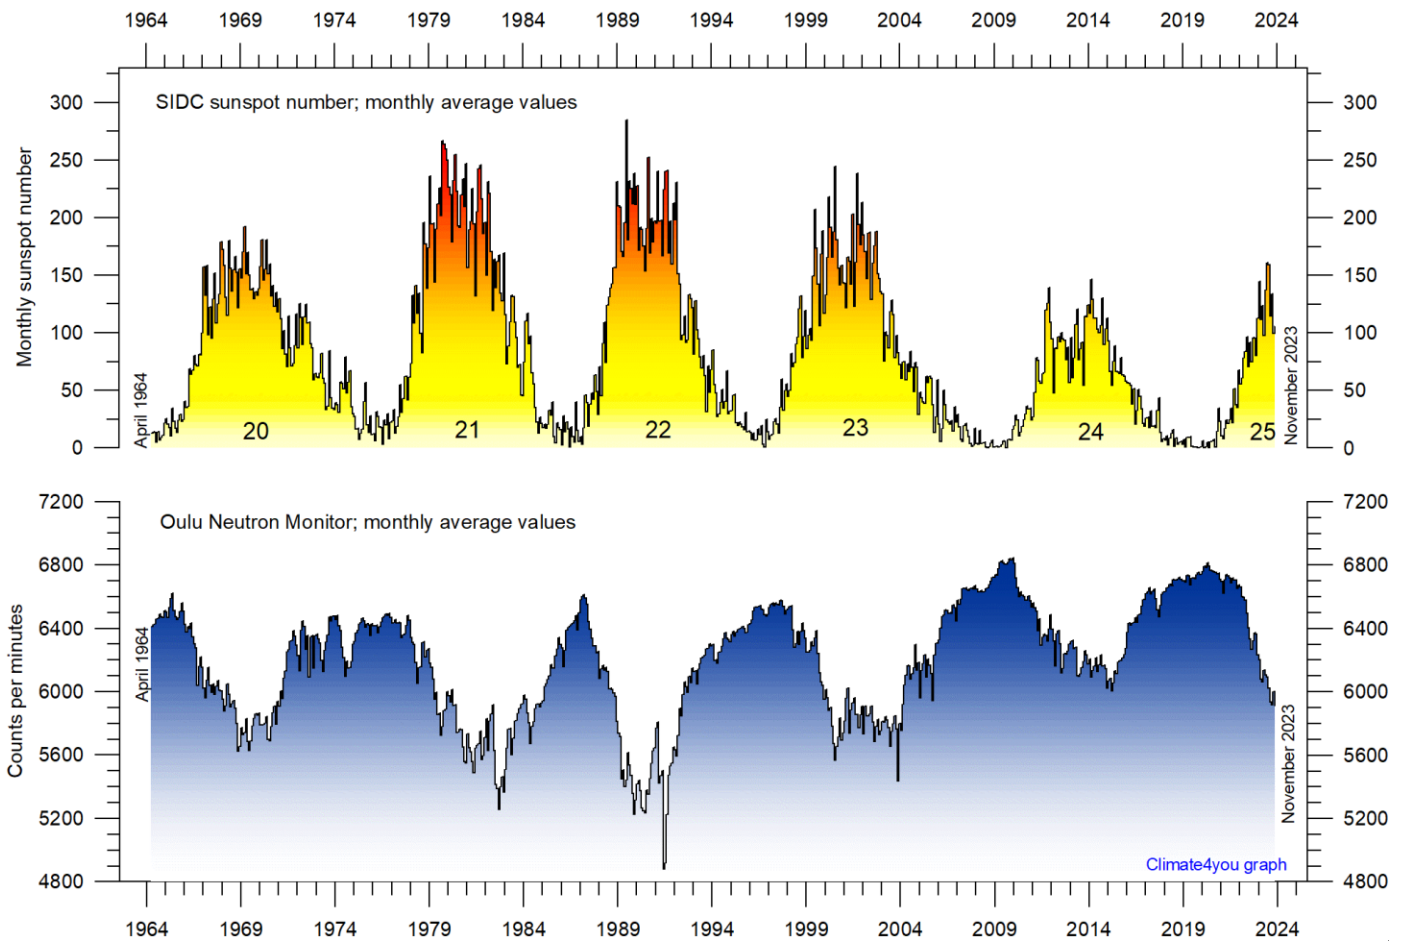 1964 1969 1974 1979 1984 1989 1994 1999 2004 2009 2014 2019 2024
SIDC sunspot number; monthly average values
Monthly sunspot number
300
250
200
150
100
50
0
300
250
200
150
100
50
0
April 1964
20 21 22 23 24 25
November 2023
Oulu Neutron Monitor; monthly average values
Counts per minutes
7200
6800
6400
6000
5600
5200
4800
7200
6800
6400
6000
5600
5200
4800
April 1964
November 2023
Climate4you graph
1964 1969 1974 1979 1984 1989 1994 1999 2004 2009 2014 2019 2024